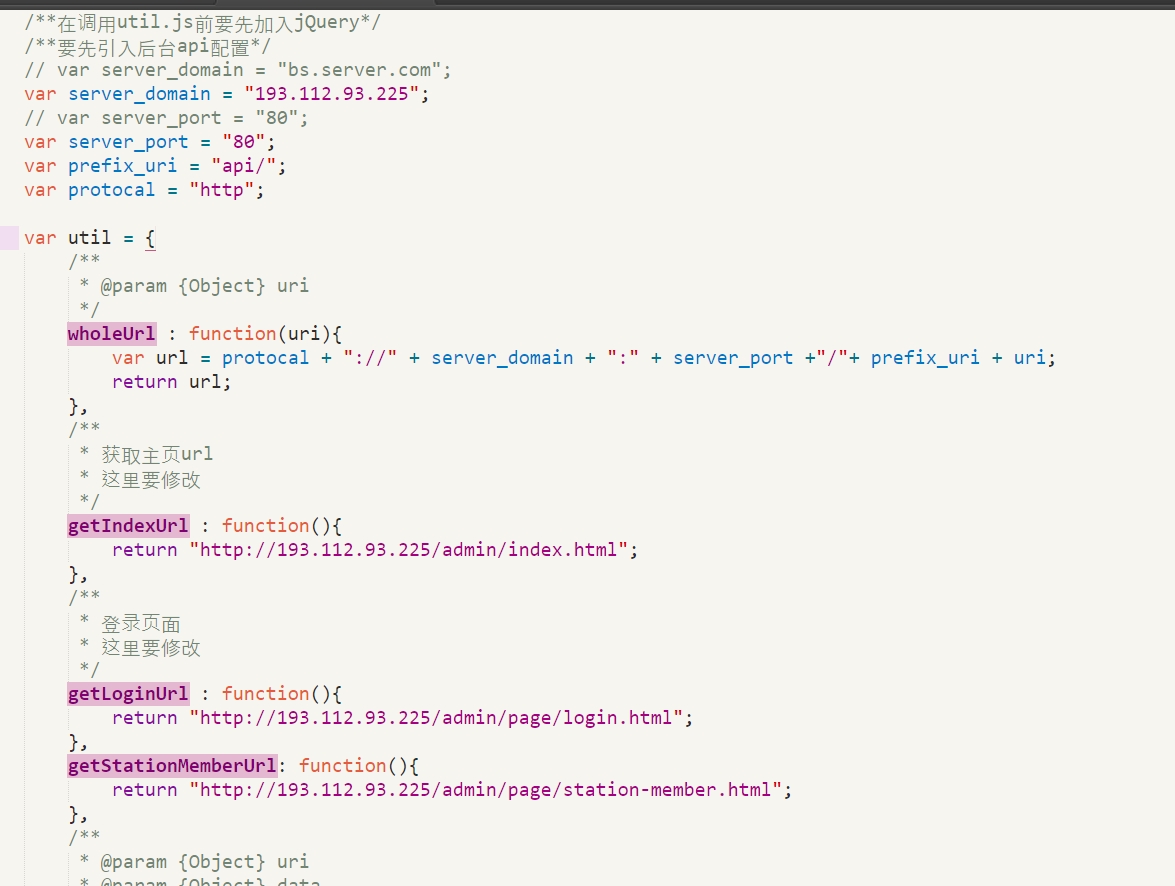 /**在调用util.js前要先加入jQuery*/
/**要先引入后台api配置*/
// var server_domain = "bs.server.com";
var server_domain = "193.112.93.225";
// var server_port = "80";
var server_port = "80";
var prefix_uri = "api/";
var protocal = "http";
var util = {
/**
* @param {Object} uri
*/
wholeUrl : function(uri){
var url = protocal + "://" + server_domain + ":" + server_port +"/"+ prefix_uri + uri;
return url;
},
/**
* 获取主页url
* 这里要修改
*/
getIndexUrl : function(){
return "http://193.112.93.225/admin/index.html";
},
/**
* 登录页面
* 这里要修改
*/
getLoginUrl : function(){
return "http://193.112.93.225/admin/page/login.html";
},
getStationMemberUrl: function(){
return "http://193.112.93.225/admin/page/station-member.html";
},
/**
* @param {Object} uri
* @param {Object} data